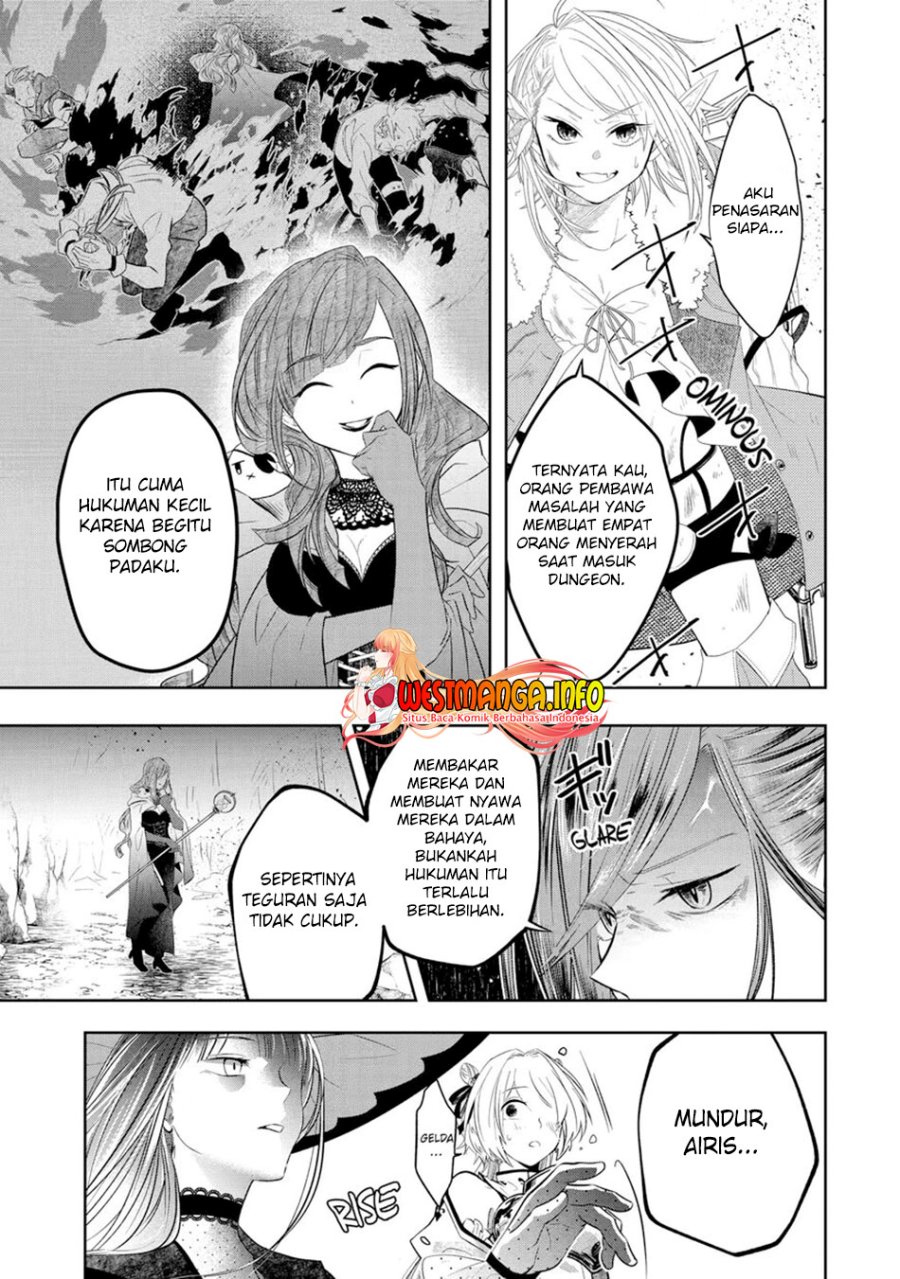 AKU
PENASARAN
SIAPA...
OMINOUS
TERNYATA KAU,
ORANG PEMBAWA
MASALAH YANG
MEMBUAT EMPAT
ORANG MENYERAH
SAAT MASUK
DUNGEON.
ITU CUMA
HUKUMAN KECIL
KARENA BEGITU
SOMBONG
PADAKU.
WESTMANGA.INFO
Situs Baca Komik Berbahasa Indonesia
ギッ
GLARE
MEMBAKAR
MEREKA DAN
MEMBUAT NYAWA
MEREKA DALAM
BAHAYA,
BUKANKAH
HUKUMAN ITU
TERLALU
BERLEBIHAN.
SEPERTINYA
TEGURAN SAJA
TIDAK CUKUP.
MUNDUR,
AIRIS...
GELDA
...
RISE